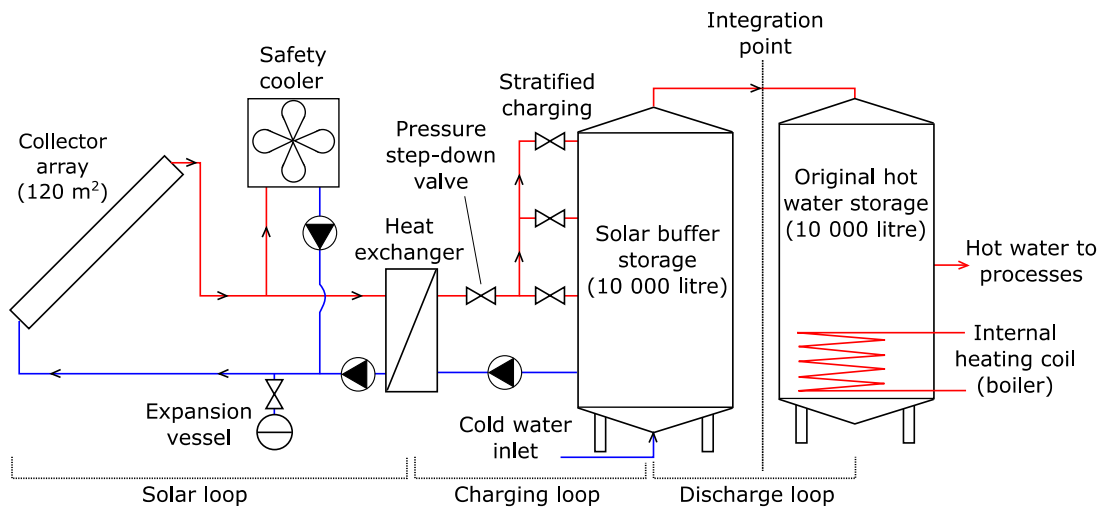 Integration
point
Safety
cooler
Stratified
charging
Collector
array
(120 m²)
Pressure
step-down
valve
Original hot
water storage
(10 000 litre)
Heat
exchanger
Solar buffer
storage
(10 000 litre)
Hot water to
processes
Internal
heating coil
(boiler)
Expansion
vessel
Cold water
inlet
Solar loop
Charging loop
Discharge loop